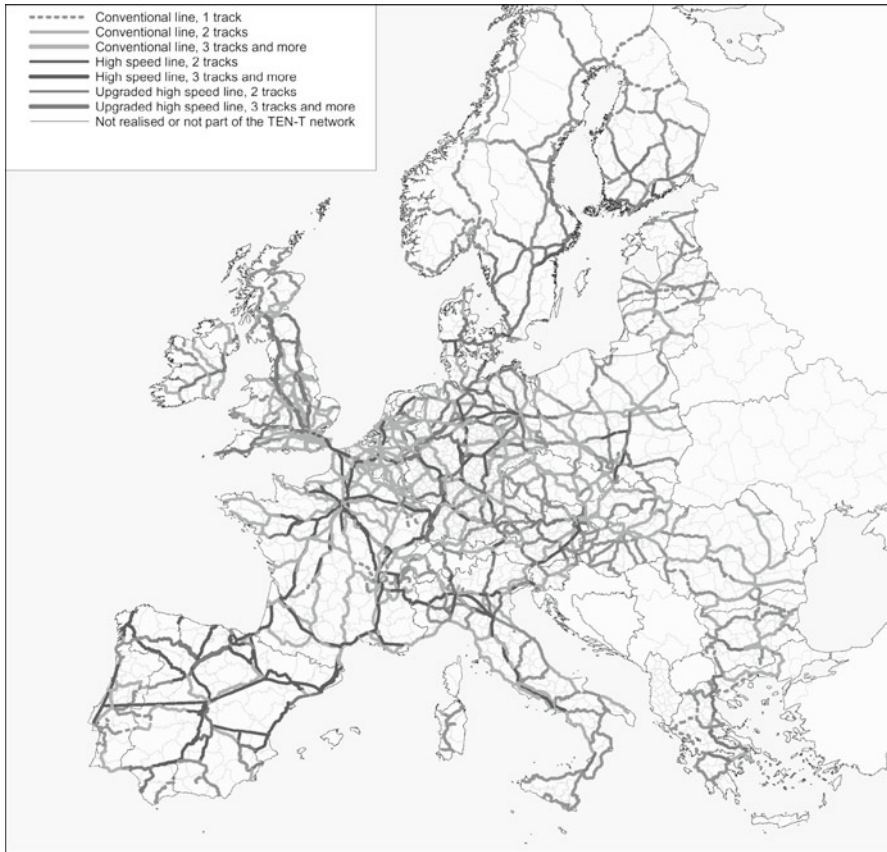 Conventional line, 1 track
Conventional line, 2 tracks
Conventional line, 3 tracks and more
High speed line, 2 tracks
High speed line, 3 tracks and more
Upgraded high speed line, 2 tracks
Upgraded high speed line, 3 tracks and more
Not realised or not part of the TEN-T network